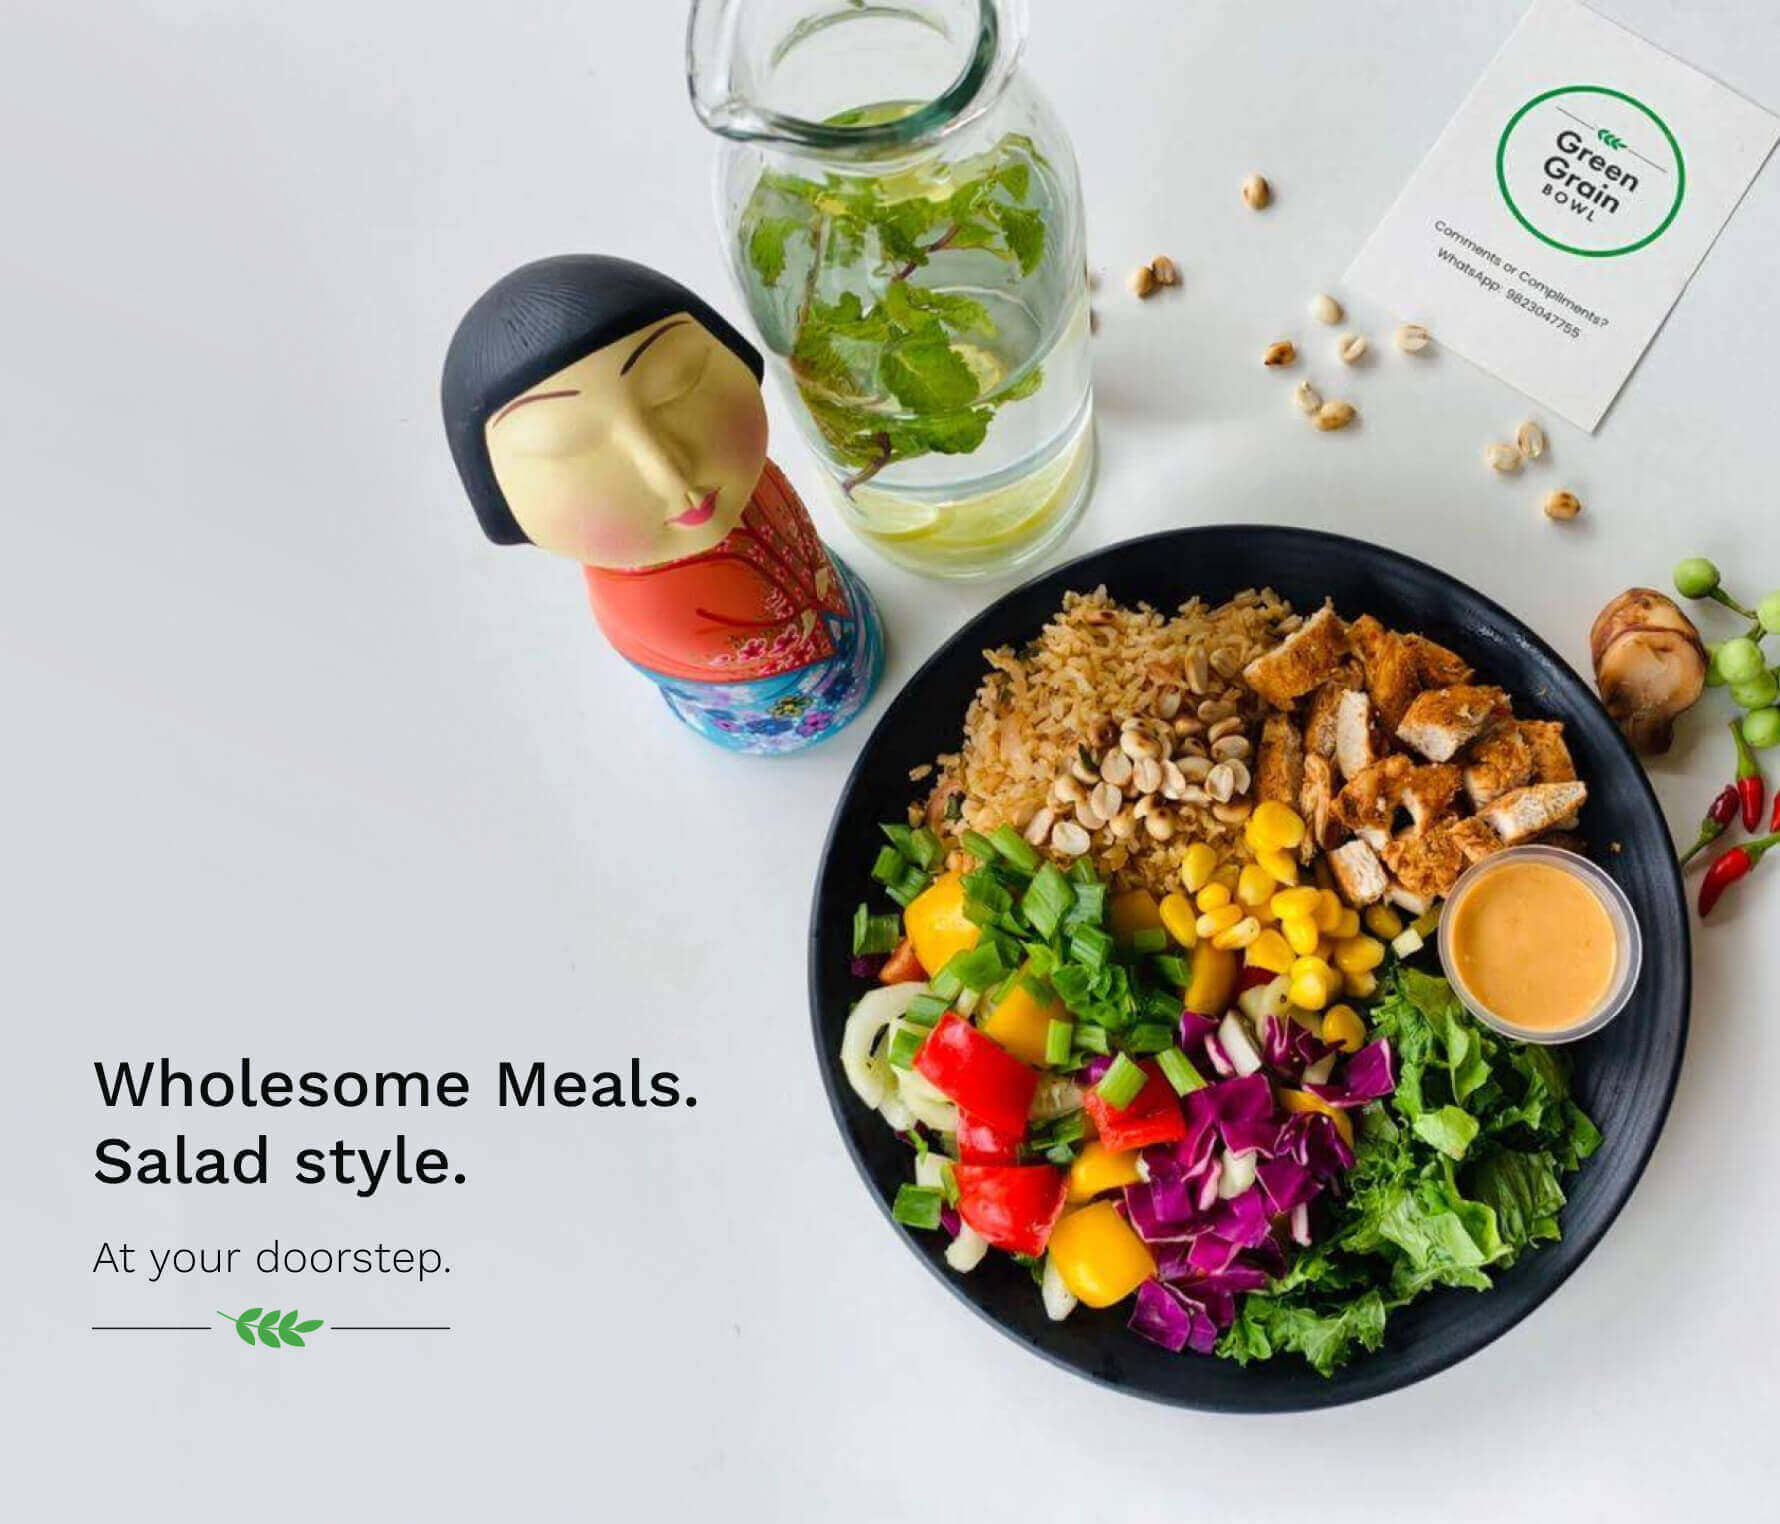 Green
Grain
BOWL
Comments or Compliments?
WhatsApp: 9823047755
Wholesome Meals.
Salad style.
At your doorstep.